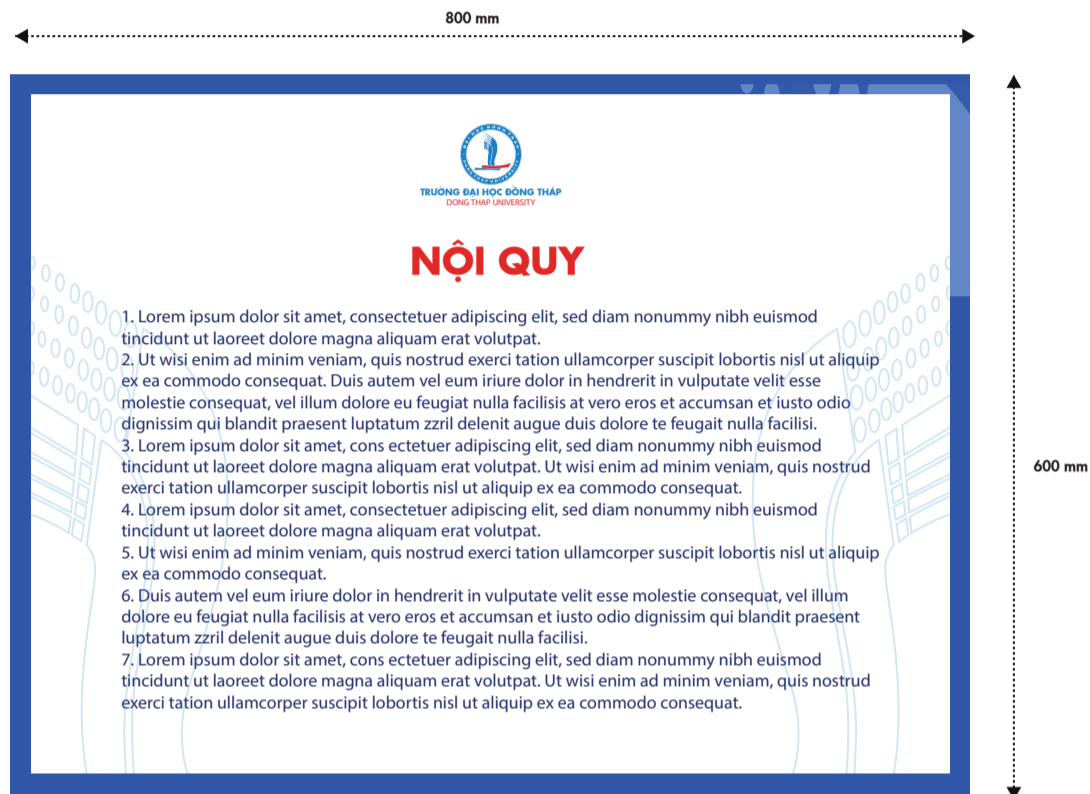 800 mm
TRƯỜNG ĐẠI HỌC ĐỒNG THÁP
DONG THAP UNIVERSITY
NỘI QUY
1. Lorem ipsum dolor sit amet, consectetuer adipiscing elit, sed diam nonummy nibh euismod
tincidunt ut laoreet dolore magna aliquam erat volutpat.
2. Ut wisi enim ad minim veniam, quis nostrud exerci tation ullamcorper suscipit lobortis nisl ut aliquip
ex ea commodo consequat. Duis autem vel eum iriure dolor in hendrerit in vulputate velit esse
molestie consequat, vel illum dolore eu feugiat nulla facilisis at vero eros et accumsan et iusto odio
dignissim qui blandit praesent luptatum zzril delenit augue duis dolore te feugait nulla facilisi.
3. Lorem ipsum dolor sit amet, cons ectetuer adipiscing elit, sed diam nonummy nibh euismod
tincidunt ut laoreet dolore magna aliquam erat volutpat. Ut wisi enim ad minim veniam, quis nostrud
exerci tation ullamcorper suscipit lobortis nisl ut aliquip ex ea commodo consequat.
4. Lorem ipsum dolor sit amet, consectetuer adipiscing elit, sed diam nonummy nibh euismod
tincidunt ut laoreet dolore magna aliquam erat volutpat.
5. Ut wisi enim ad minim veniam, quis nostrud exerci tation ullamcorper suscipit lobortis nisl ut aliquip
ex ea commodo consequat.
6. Duis autem vel eum iriure dolor in hendrerit in vulputate velit esse molestie consequat, vel illum
dolore eu feugiat nulla facilisis at vero eros et accumsan et iusto odio dignissim qui blandit praesent
luptatum zzril delenit augue duis dolore te feugait nulla facilisi.
7. Lorem ipsum dolor sit amet, cons ectetuer adipiscing elit, sed diam nonummy nibh euismod
tincidunt ut laoreet dolore magna aliquam erat volutpat. Ut wisi enim ad minim veniam, quis nostrud
exerci tation ullamcorper suscipit lobortis nisl ut aliquip ex ea commodo consequat.
600 mm